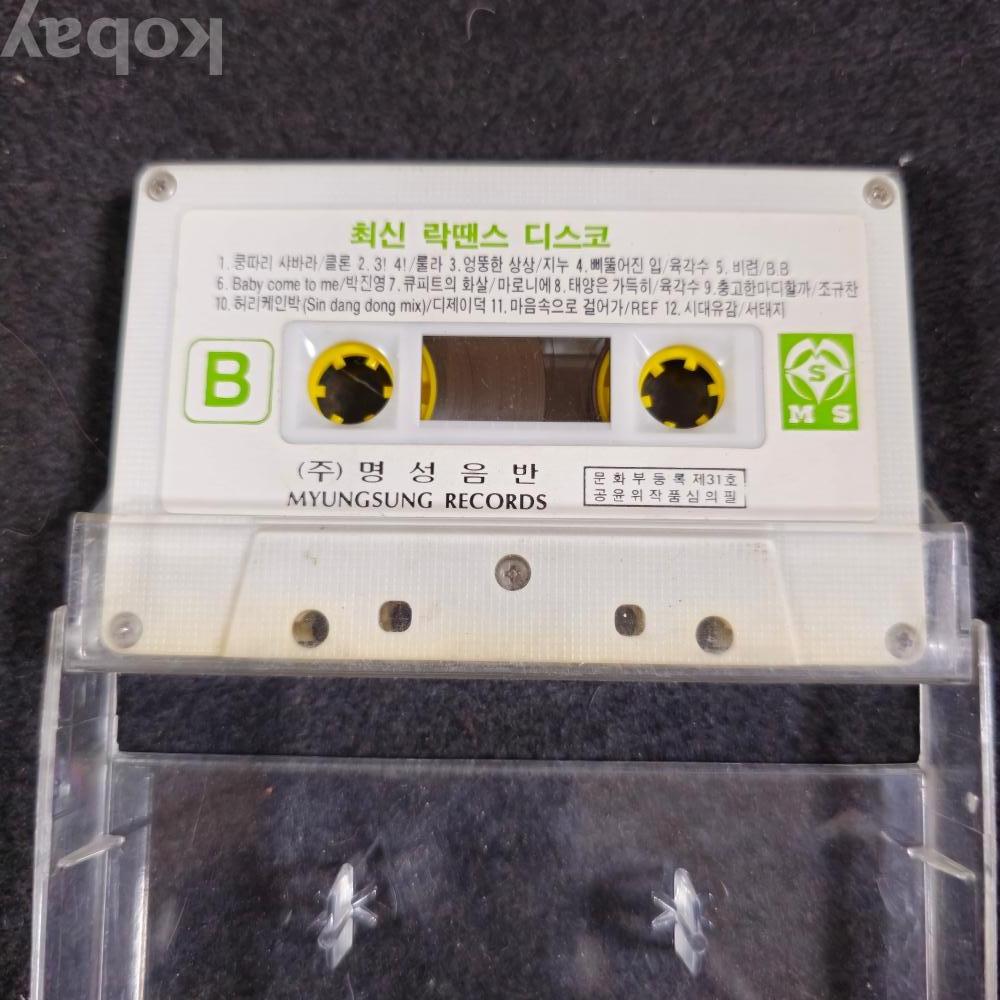 kobay
최신 락땐스 디스코
1. 쿵따리 샤바라/클론 2. 3! 4!/룰라 3. 엉뚱한 상상/지누 4. 삐뚤어진 입/육각수 5. 비련/B.B
6. Baby come to me/박진영 7. 큐피트의 화살/마로니에 8. 태양은 가득히/육각수 9. 충고한마디할까/조규찬
10. 허리케인박(Sin dang dong mix)/디제이덕 11. 마음속으로 걸어가/REF 12. 시대유감/서태지
B
S
M S
(주) 명성음반
MYUNGSUNG RECORDS
문화부등록 제31호
공윤위작품심의필